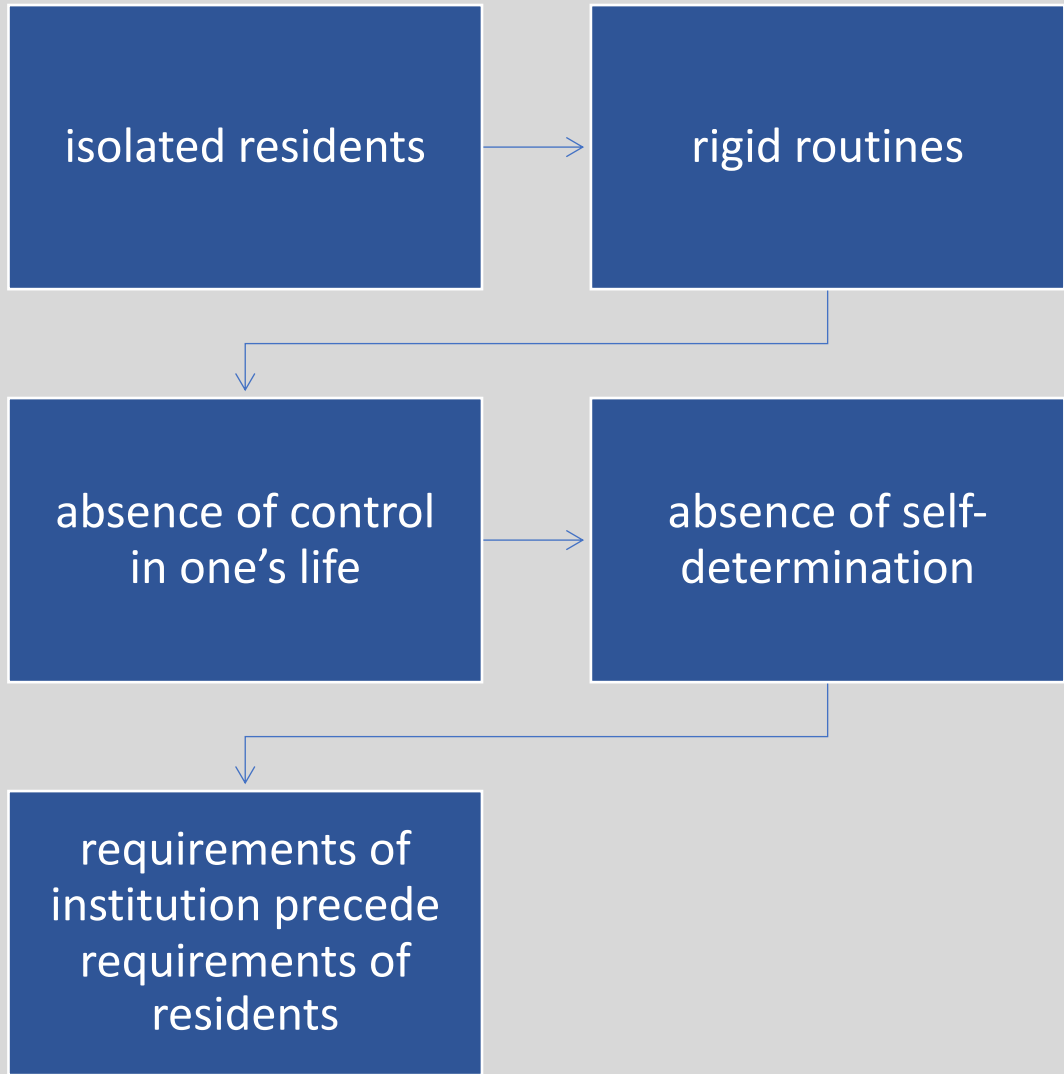 isolated residents
rigid routines
absence of control
in one’s life
absence of self-
determination
requirements of
institution precede
requirements of
residents